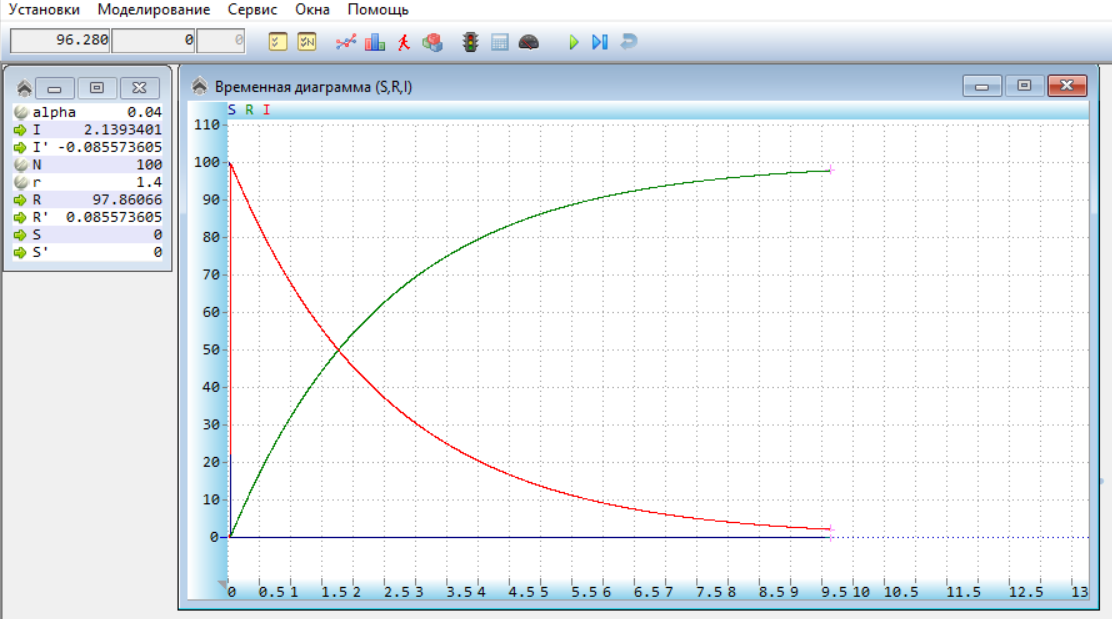 Установки Моделирование Сервис Окна Помощь
96.280 0 0
Временная диаграмма (S,R,I)
alpha 0.04
I 2.1393401
I' -0.085573605
N 100
r 1.4
R 97.86066
R' 0.085573605
S 0
S' 0
S R I
110
100
90
80
70
60
50
40
30
20
10
0
0 0.5 1 1.5 2 2.5 3 3.5 4 4.5 5 5.5 6 6.5 7 7.5 8 8.5 9 9.5 10 10.5 11.5 12.5 13